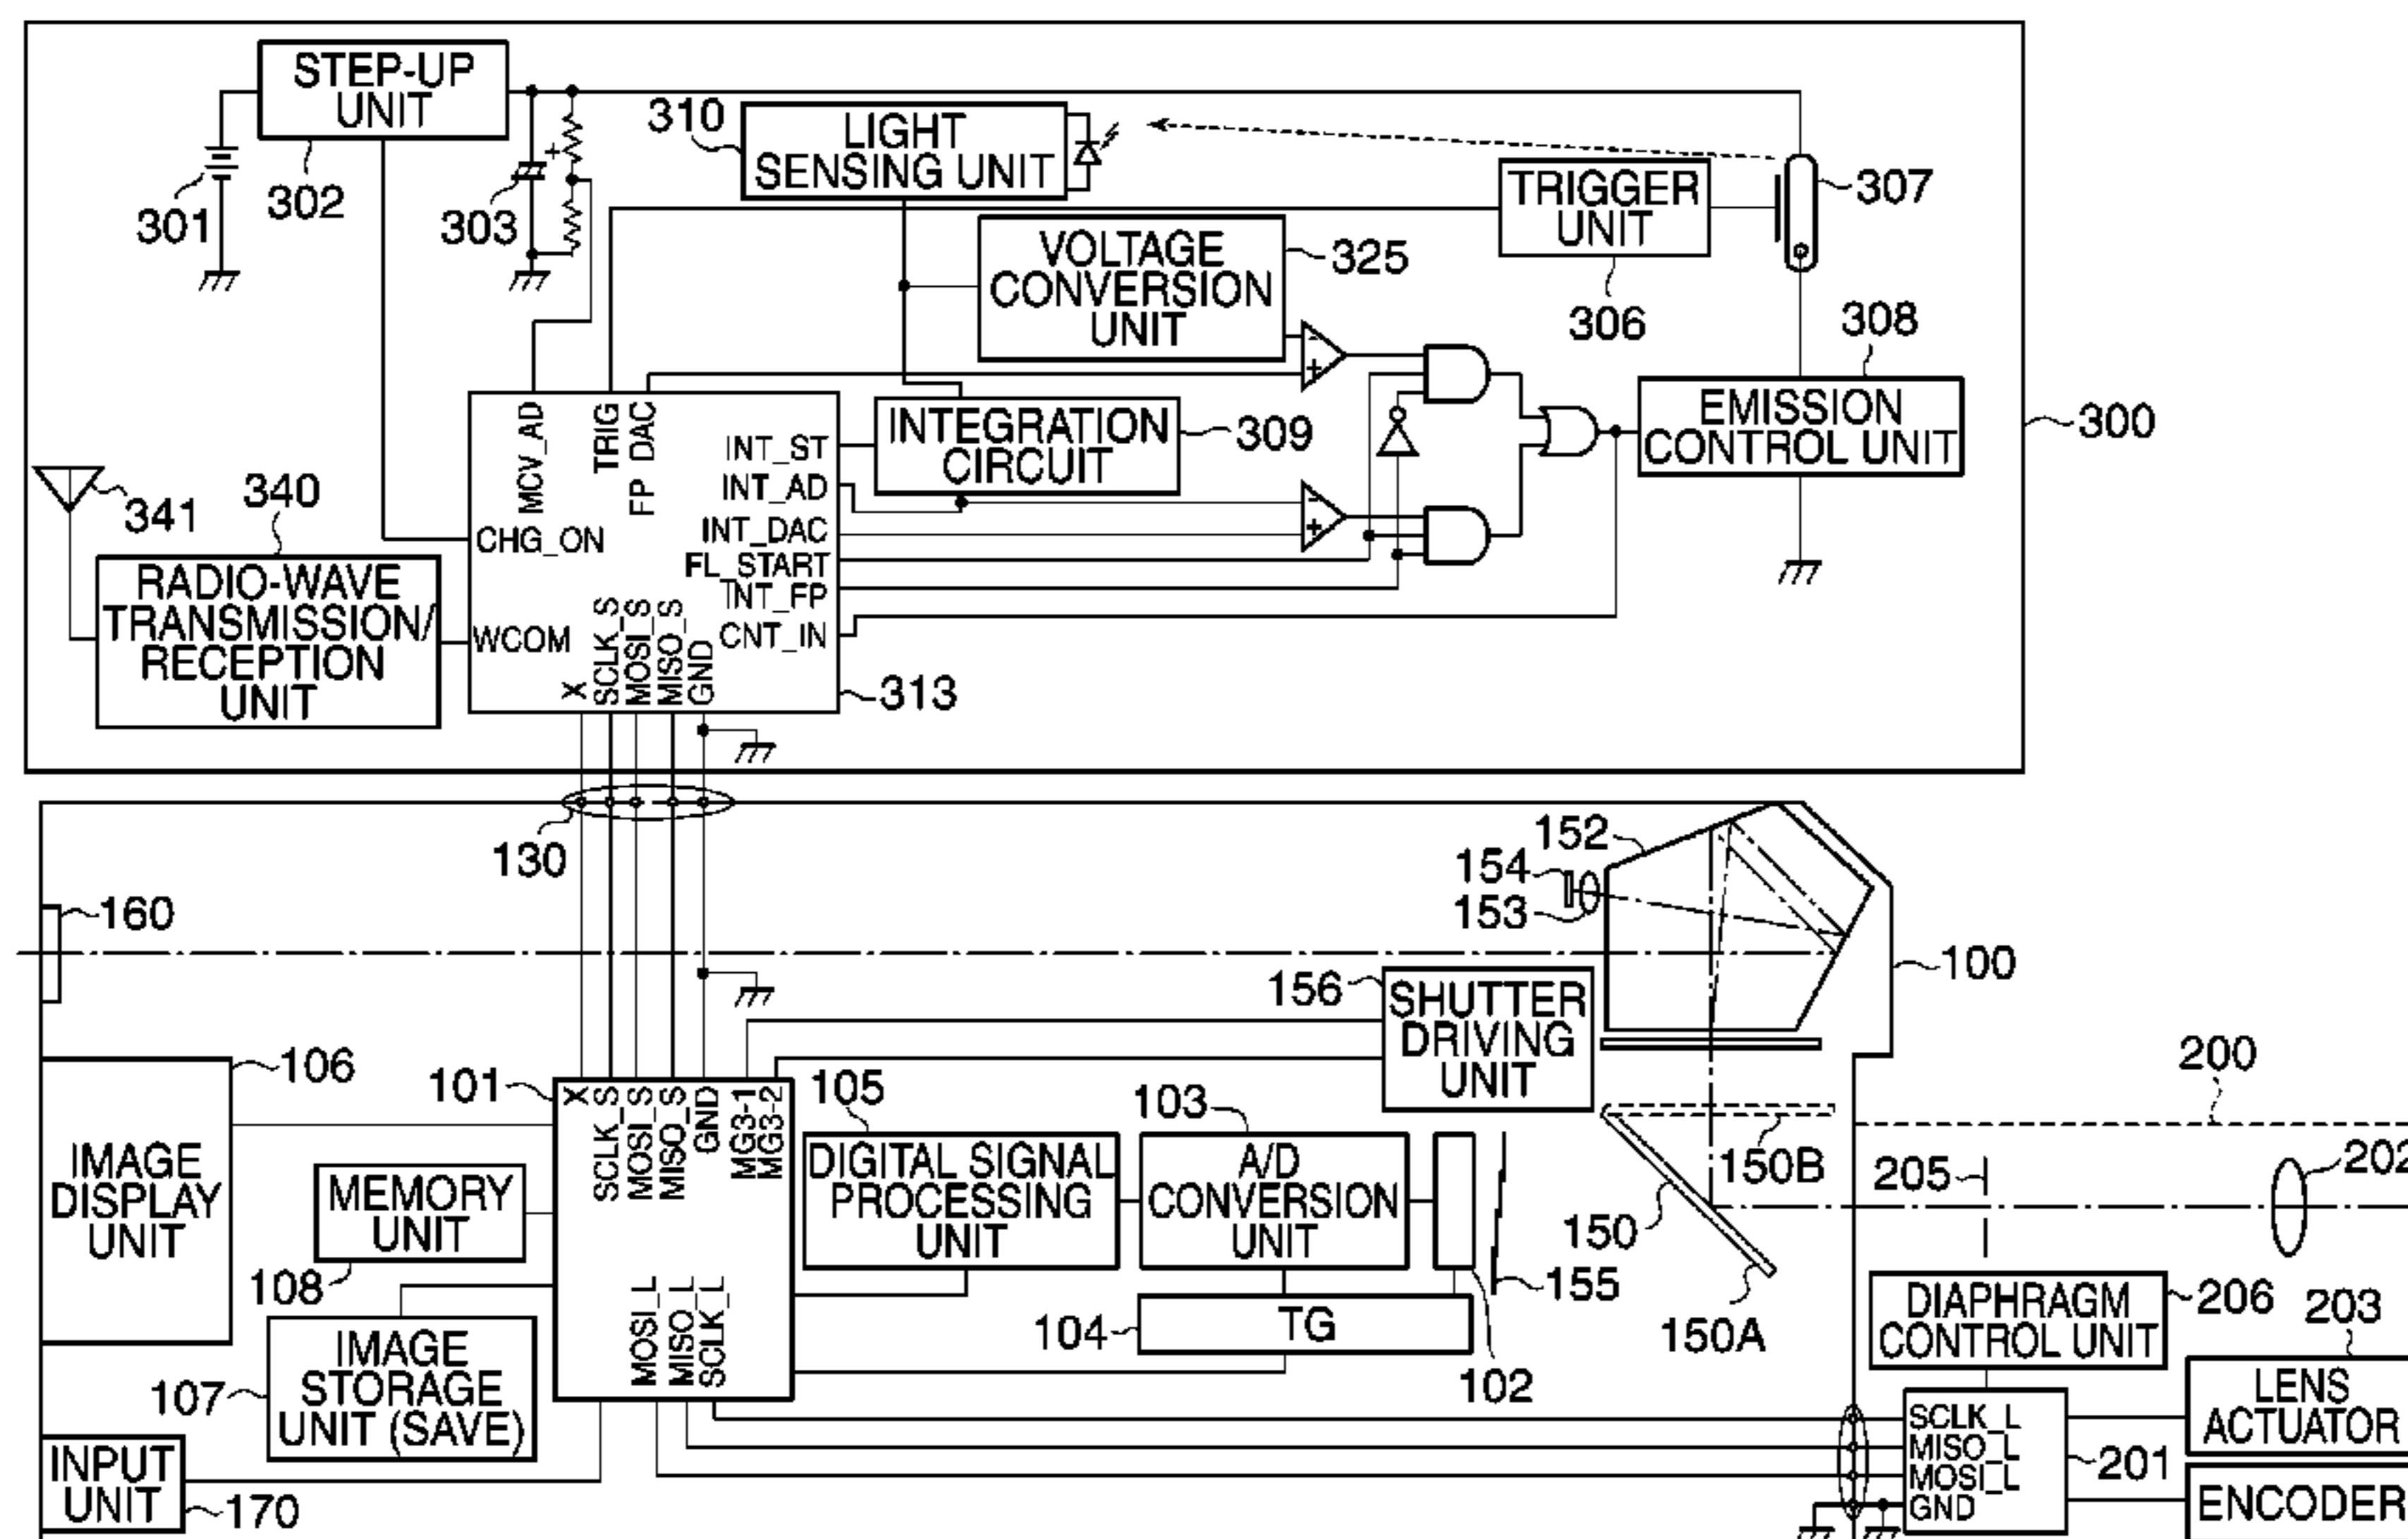 STEP-UP
UNIT
301
302
303
310
LIGHT
SENSING UNIT
VOLTAGE
CONVERSION
UNIT
325
TRIGGER
UNIT
306
307
308
EMISSION
CONTROL UNIT
300
341
340
RADIO-WAVE
TRANSMISSION/
RECEPTION
UNIT
MCV_AD
TRIG
FP_DAC
CHG_ON
WCOM
INT_ST
INT_AD
INT_DAC
FL_START
INT_FP
CNT_IN
X
SCLK_S
MOSI_S
MISO_S
GND
313
INTEGRATION
CIRCUIT
309
+
-
+
-
+
130
160
152
154
153
100
156
SHUTTER
DRIVING
UNIT
106
IMAGE
DISPLAY
UNIT
101
X
SCLK_S
MOSI_S
MISO_S
GND
MG3-1
MG3-2
105
DIGITAL SIGNAL
PROCESSING
UNIT
103
A/D
CONVERSION
UNIT
MEMORY
UNIT
108
IMAGE
STORAGE
UNIT (SAVE)
107
MOSI_L
MISO_L
SCLK_L
104
TG
102
155
150
150B
150A
200
205
202
DIAPHRAGM
CONTROL UNIT
206
203
LENS
ACTUATOR
SCLK_L
MISO_L
MOSI_L
GND
201
ENCODER
INPUT
UNIT
170